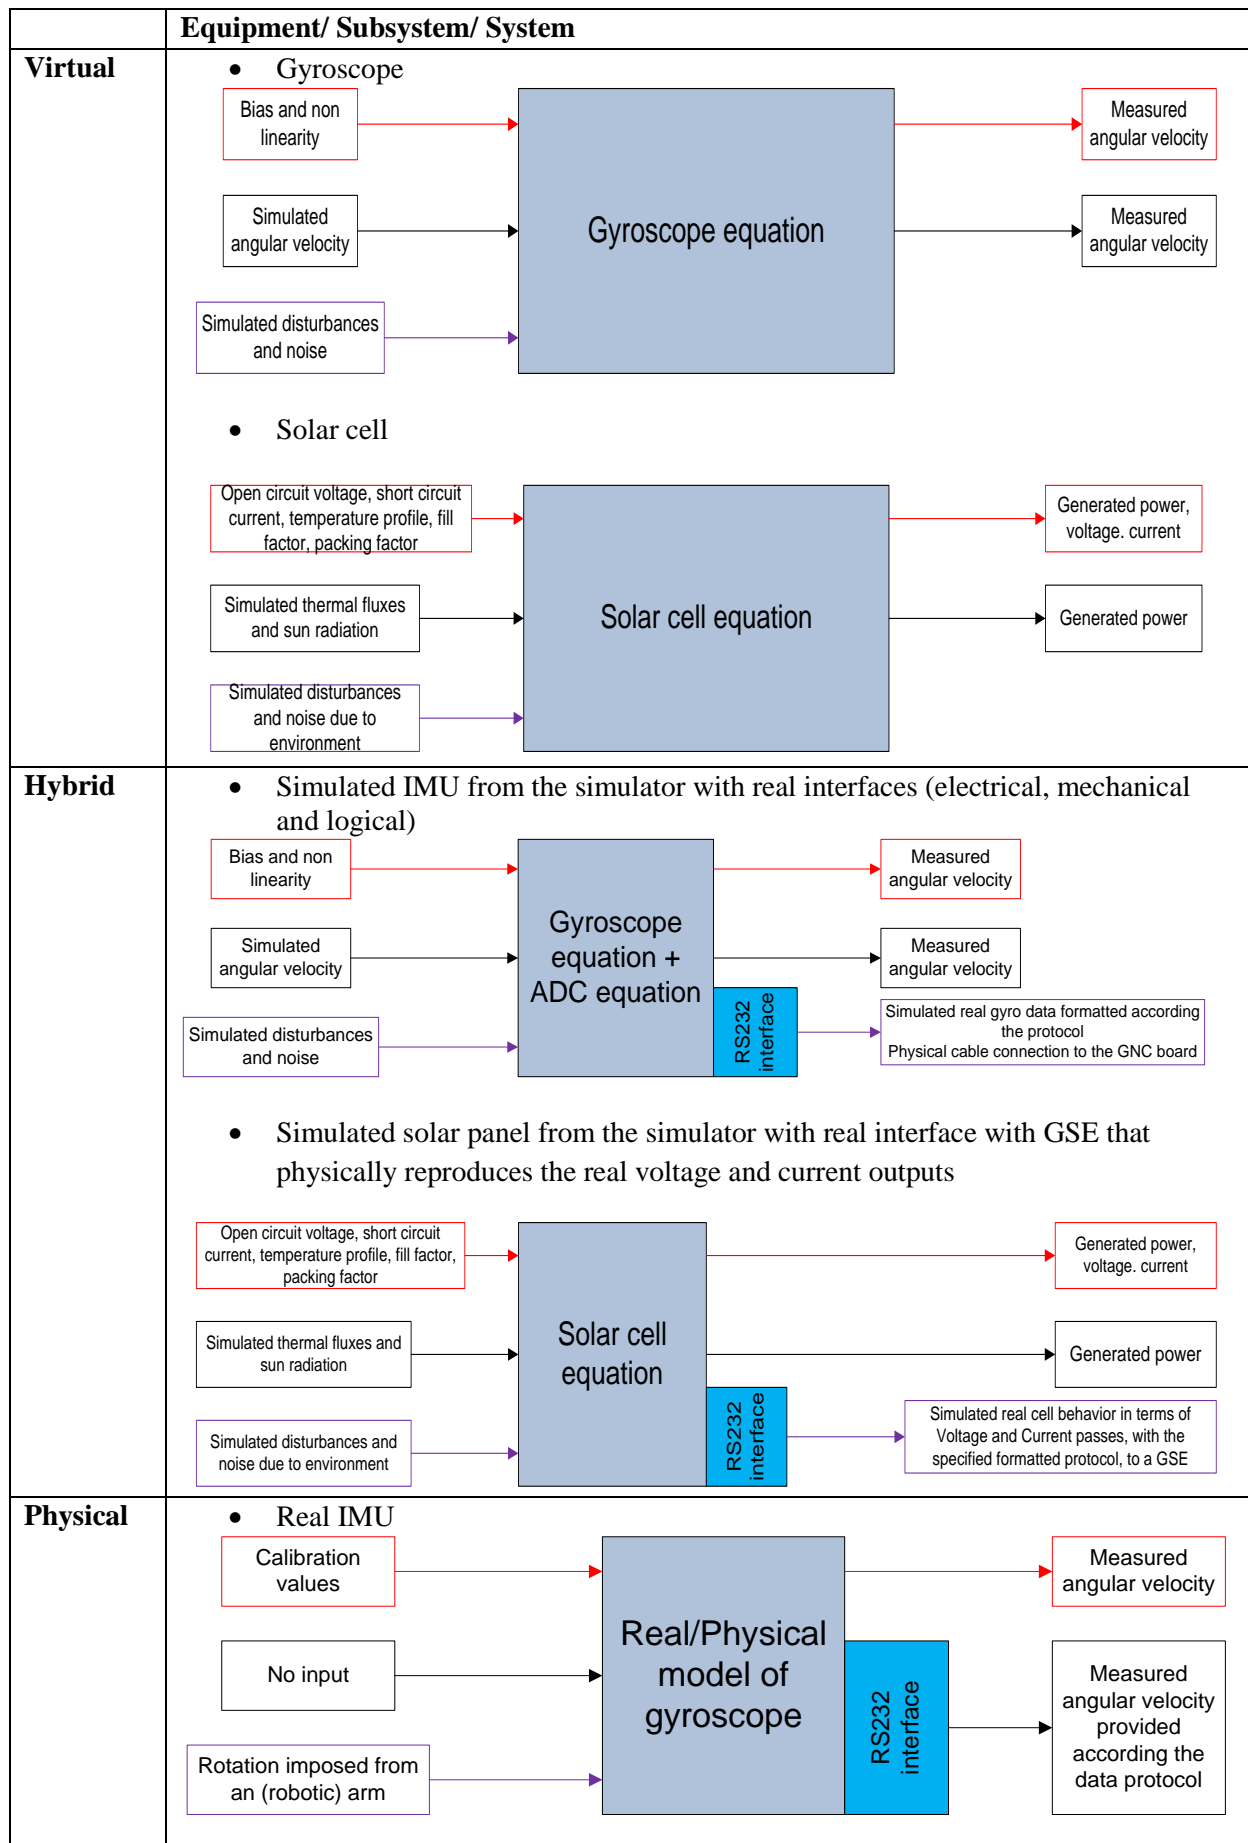 Equipment/ Subsystem/ System
Virtual
• Gyroscope
Bias and non
linearity
Simulated
angular velocity
Simulated disturbances
and noise
Gyroscope equation
Measured
angular velocity
Measured
angular velocity
• Solar cell
Open circuit voltage, short circuit
current, temperature profile, fill
factor, packing factor
Simulated thermal fluxes
and sun radiation
Simulated disturbances
and noise due to
environment
Solar cell equation
Generated power,
voltage. current
Generated power
Hybrid
• Simulated IMU from the simulator with real interfaces (electrical, mechanical
and logical)
Bias and non
linearity
Simulated
angular velocity
Simulated disturbances
and noise
Gyroscope
equation +
ADC equation
RS232
interface
Measured
angular velocity
Measured
angular velocity
Simulated real gyro data formatted according
the protocol
Physical cable connection to the GNC board
• Simulated solar panel from the simulator with real interface with GSE that
physically reproduces the real voltage and current outputs
Open circuit voltage, short circuit
current, temperature profile, fill factor,
packing factor
Simulated thermal fluxes and
sun radiation
Simulated disturbances and
noise due to environment
Solar cell
equation
RS232
interface
Generated power,
voltage. current
Generated power
Simulated real cell behavior in terms of
Voltage and Current passes, with the
specified formatted protocol, to a GSE
Physical
• Real IMU
Calibration
values
No input
Rotation imposed from
an (robotic) arm
Real/Physical
model of
gyroscope
RS232
interface
Measured
angular velocity
Measured
angular velocity
provided
according the
data protocol